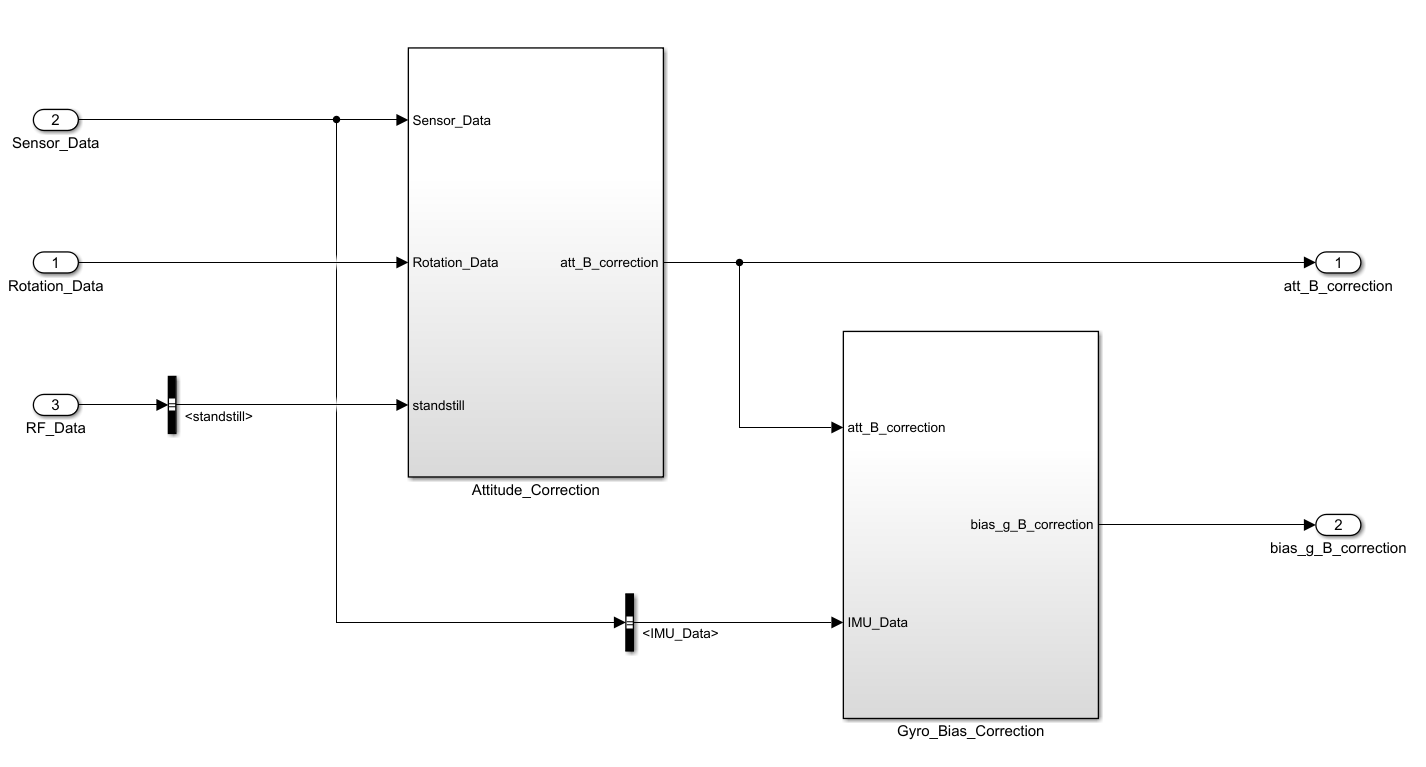 2
Sensor_Data
Sensor_Data
1
Rotation_Data
Rotation_Data
att_B_correction
1
att_B_correction
3
RF_Data
<standstill>
standstill
Attitude_Correction
att_B_correction
bias_g_B_correction
2
bias_g_B_correction
<IMU_Data>
IMU_Data
Gyro_Bias_Correction